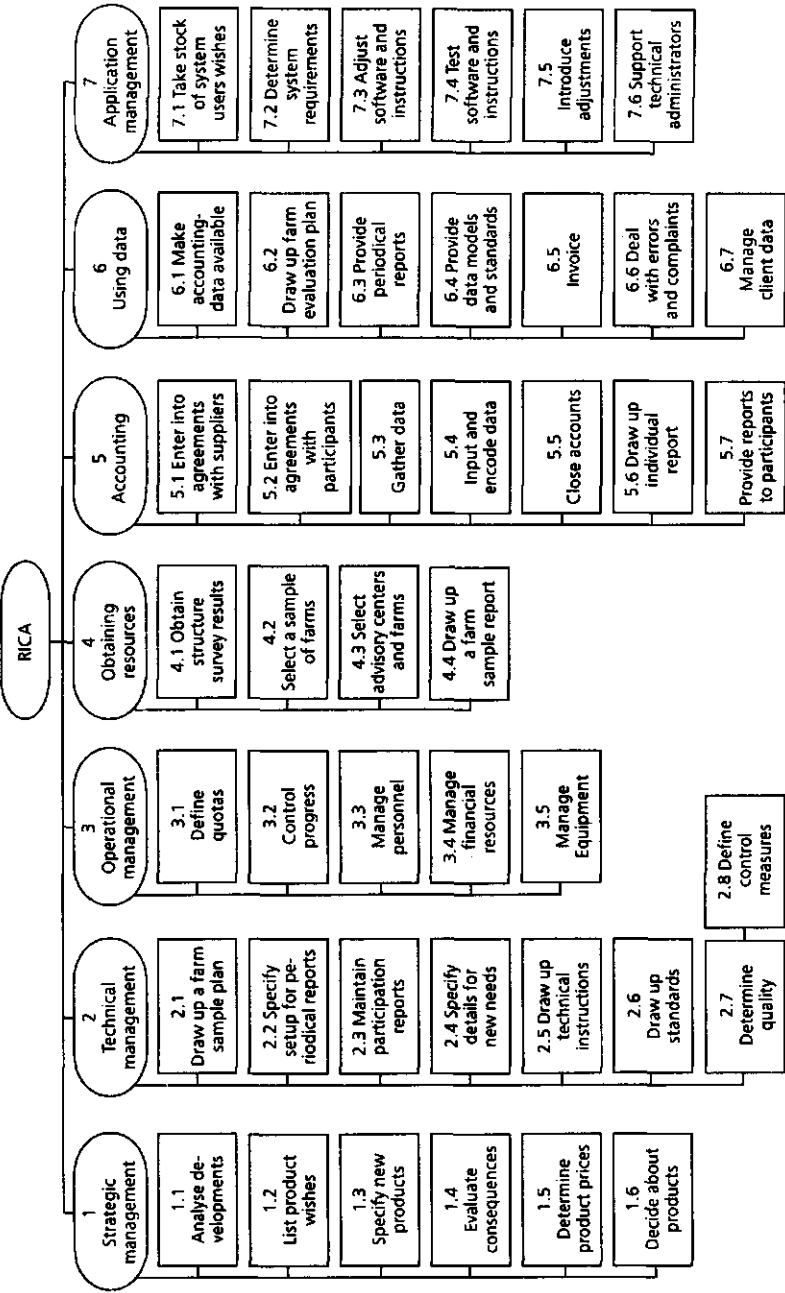 RICA
1
Strategic
management
1.1
Analyse de-
velopments
1.2
List product
wishes
1.3
Specify new
products
1.4
Evaluate
consequences
1.5
Determine
product prices
1.6
Decide about
products
2
Technical
management
2.1
Draw up a farm
sample plan
2.2 Specify
setup for pe-
riodical reports
2.3 Maintain
participation
reports
2.4 Specify
details for
new needs
2.5 Draw up
technical
instructions
2.6
Draw up
standards
2.7
Determine
quality
2.8 Define
control
measures
3
Operational
management
3.1
Define
quotas
3.2
Control
progress
3.3
Manage
personnel
3.4 Manage
financial
resources
3.5
Manage
Equipment
4
Obtaining
resources
4.1 Obtain
structure
survey results
4.2
Select a sample
of farms
4.3 Select
advisory centers
and farms
4.4 Draw up
a farm
sample report
5
Accounting
5.1 Enter into
agreements
with suppliers
5.2 Enter into
agreements
with
participants
5.3
Gather data
5.4
Input and
encode data
5.5
Close accounts
5.6 Draw up
individual
report
5.7
Provide reports
to participants
6
Using data
6.1 Make
accounting-
data available
6.2
Draw up farm
evaluation plan
6.3 Provide
periodical
reports
6.4 Provide
data models
and standards
6.5
Invoice
6.6 Deal
with errors
and complaints
6.7
Manage
client data
7
Application
management
7.1 Take stock
of system
users wishes
7.2 Determine
system
requirements
7.3 Adjust
software and
instructions
7.4 Test
software and
instructions
7.5
Introduce
adjustments
7.6 Support
technical
administrators